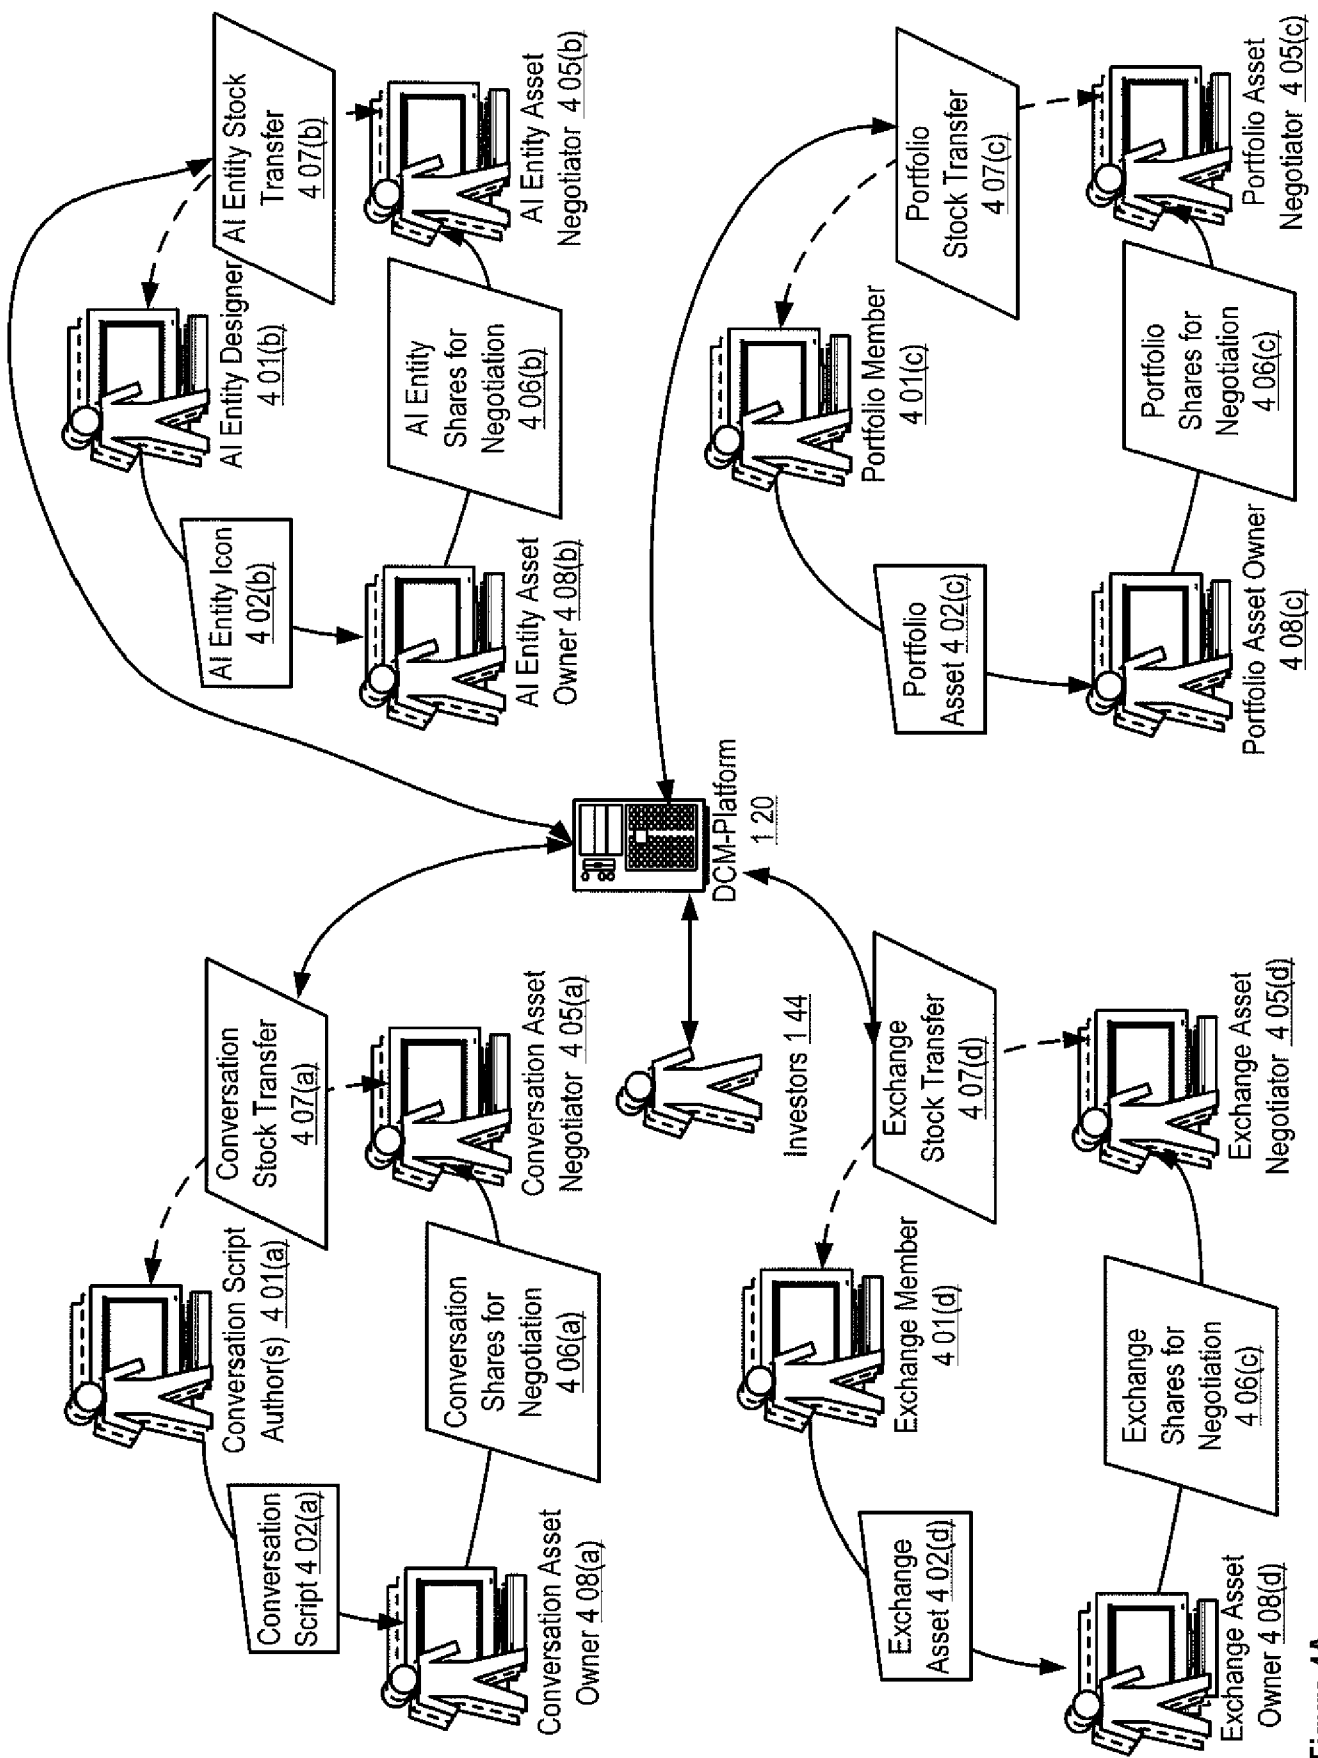 Conversation Script
Author(s) 4 01(a)
Conversation
Script 4 02(a)
Conversation Asset
Owner 4 08(a)
Conversation
Shares for
Negotiation
4 06(a)
Conversation
Stock Transfer
4 07(a)
Conversation Asset
Negotiator 4 05(a)
AI Entity Designer
4 01(b)
AI Entity Icon
4 02(b)
AI Entity Asset
Owner 4 08(b)
AI Entity
Shares for
Negotiation
4 06(b)
AI Entity Stock
Transfer
4 07(b)
AI Entity Asset
Negotiator 4 05(b)
Investors 1 44
DCM-Platform
1 20
Exchange Member
4 01(d)
Exchange
Asset 4 02(d)
Exchange Asset
Owner 4 08(d)
Exchange
Shares for
Negotiation
4 06(c)
Exchange
Stock Transfer
4 07(d)
Exchange Asset
Negotiator 4 05(d)
Portfolio Member
4 01(c)
Portfolio
Asset 4 02(c)
Portfolio Asset Owner
4 08(c)
Portfolio
Shares for
Negotiation
4 06(c)
Portfolio
Stock Transfer
4 07(c)
Portfolio Asset
Negotiator 4 05(c)
Figure 4A